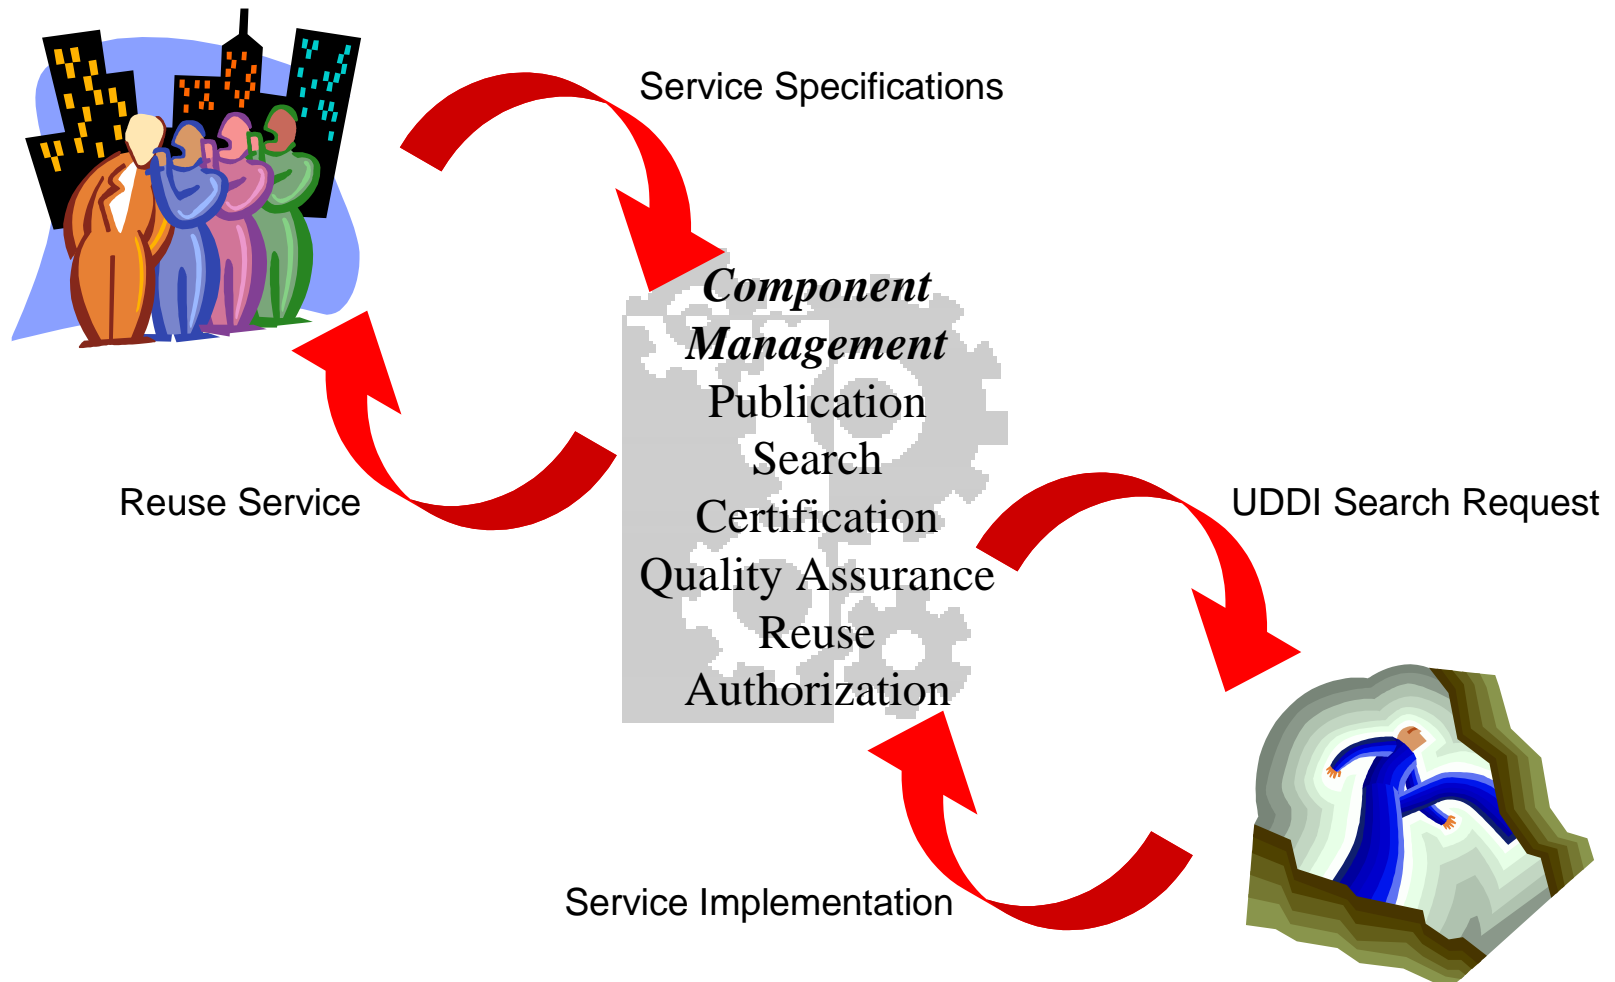 Service Specifications
Component
Management
Publication
Search
Certification
Quality Assurance
Reuse
Authorization
Reuse Service
UDDI Search Request
Service Implementation